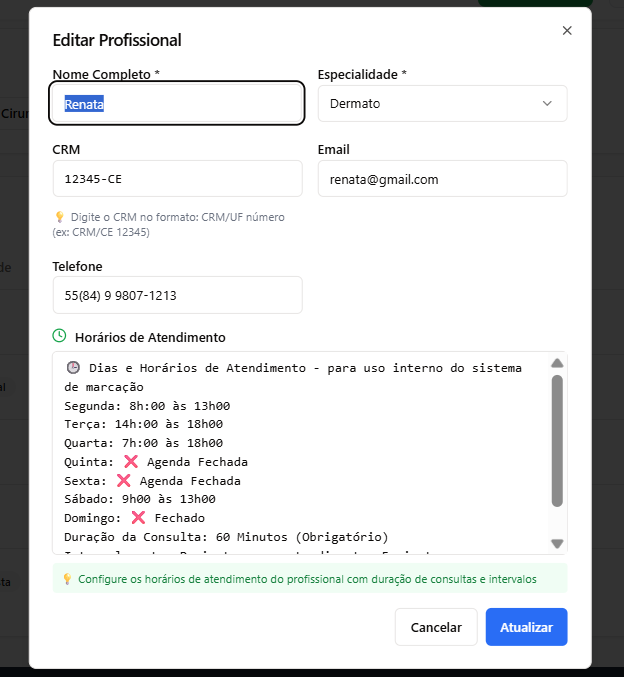 Editar Profissional
Nome Completo *
Especialidade *
Cirur
Renata
Dermato
CRM
Email
12345-CE
renata@gmail.com
💡 Digite o CRM no formato: CRM/UF número
(ex: CRM/CE 12345)
de
Telefone
55(84) 9 9807-1213
Horários de Atendimento
🕒 Dias e Horários de Atendimento - para uso interno do sistema
de marcação
Segunda: 8h:00 às 13h00
Terça: 14h:00 às 18h00
Quarta: 7h:00 às 18h00
Quinta: ❌ Agenda Fechada
Sexta: ❌ Agenda Fechada
Sábado: 9h00 às 13h00
Domingo: ❌ Fechado
Duração da Consulta: 60 Minutos (Obrigatório)
💡 Configure os horários de atendimento do profissional com duração de consultas e intervalos
ta
Cancelar
Atualizar